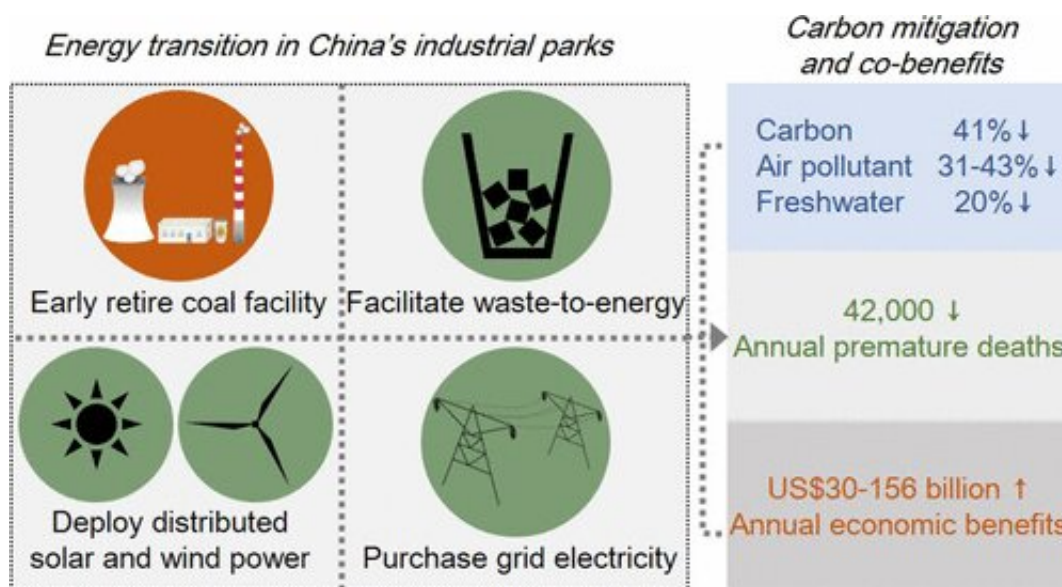 Energy transition in China's industrial parks
Carbon mitigation
and co-benefits
Early retire coal facility
Facilitate waste-to-energy
Deploy distributed
solar and wind power
Purchase grid electricity
Carbon 41%↓
Air pollutant 31-43%↓
Freshwater 20%↓
42,000 ↓
Annual premature deaths
US$30-156 billion ↑
Annual economic benefits